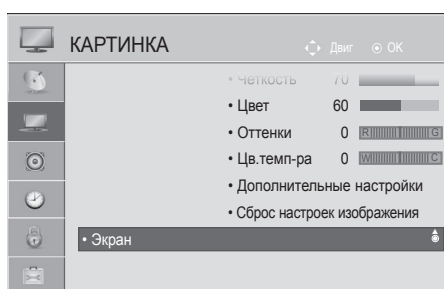 КАРТИНКА
Двиг
OK
• Четкость 70
• Цвет 60
• Оттенки 0 R G
• Цв.темп-ра 0 W C
• Дополнительные настройки
• Сброс настроек изображения
• Экран